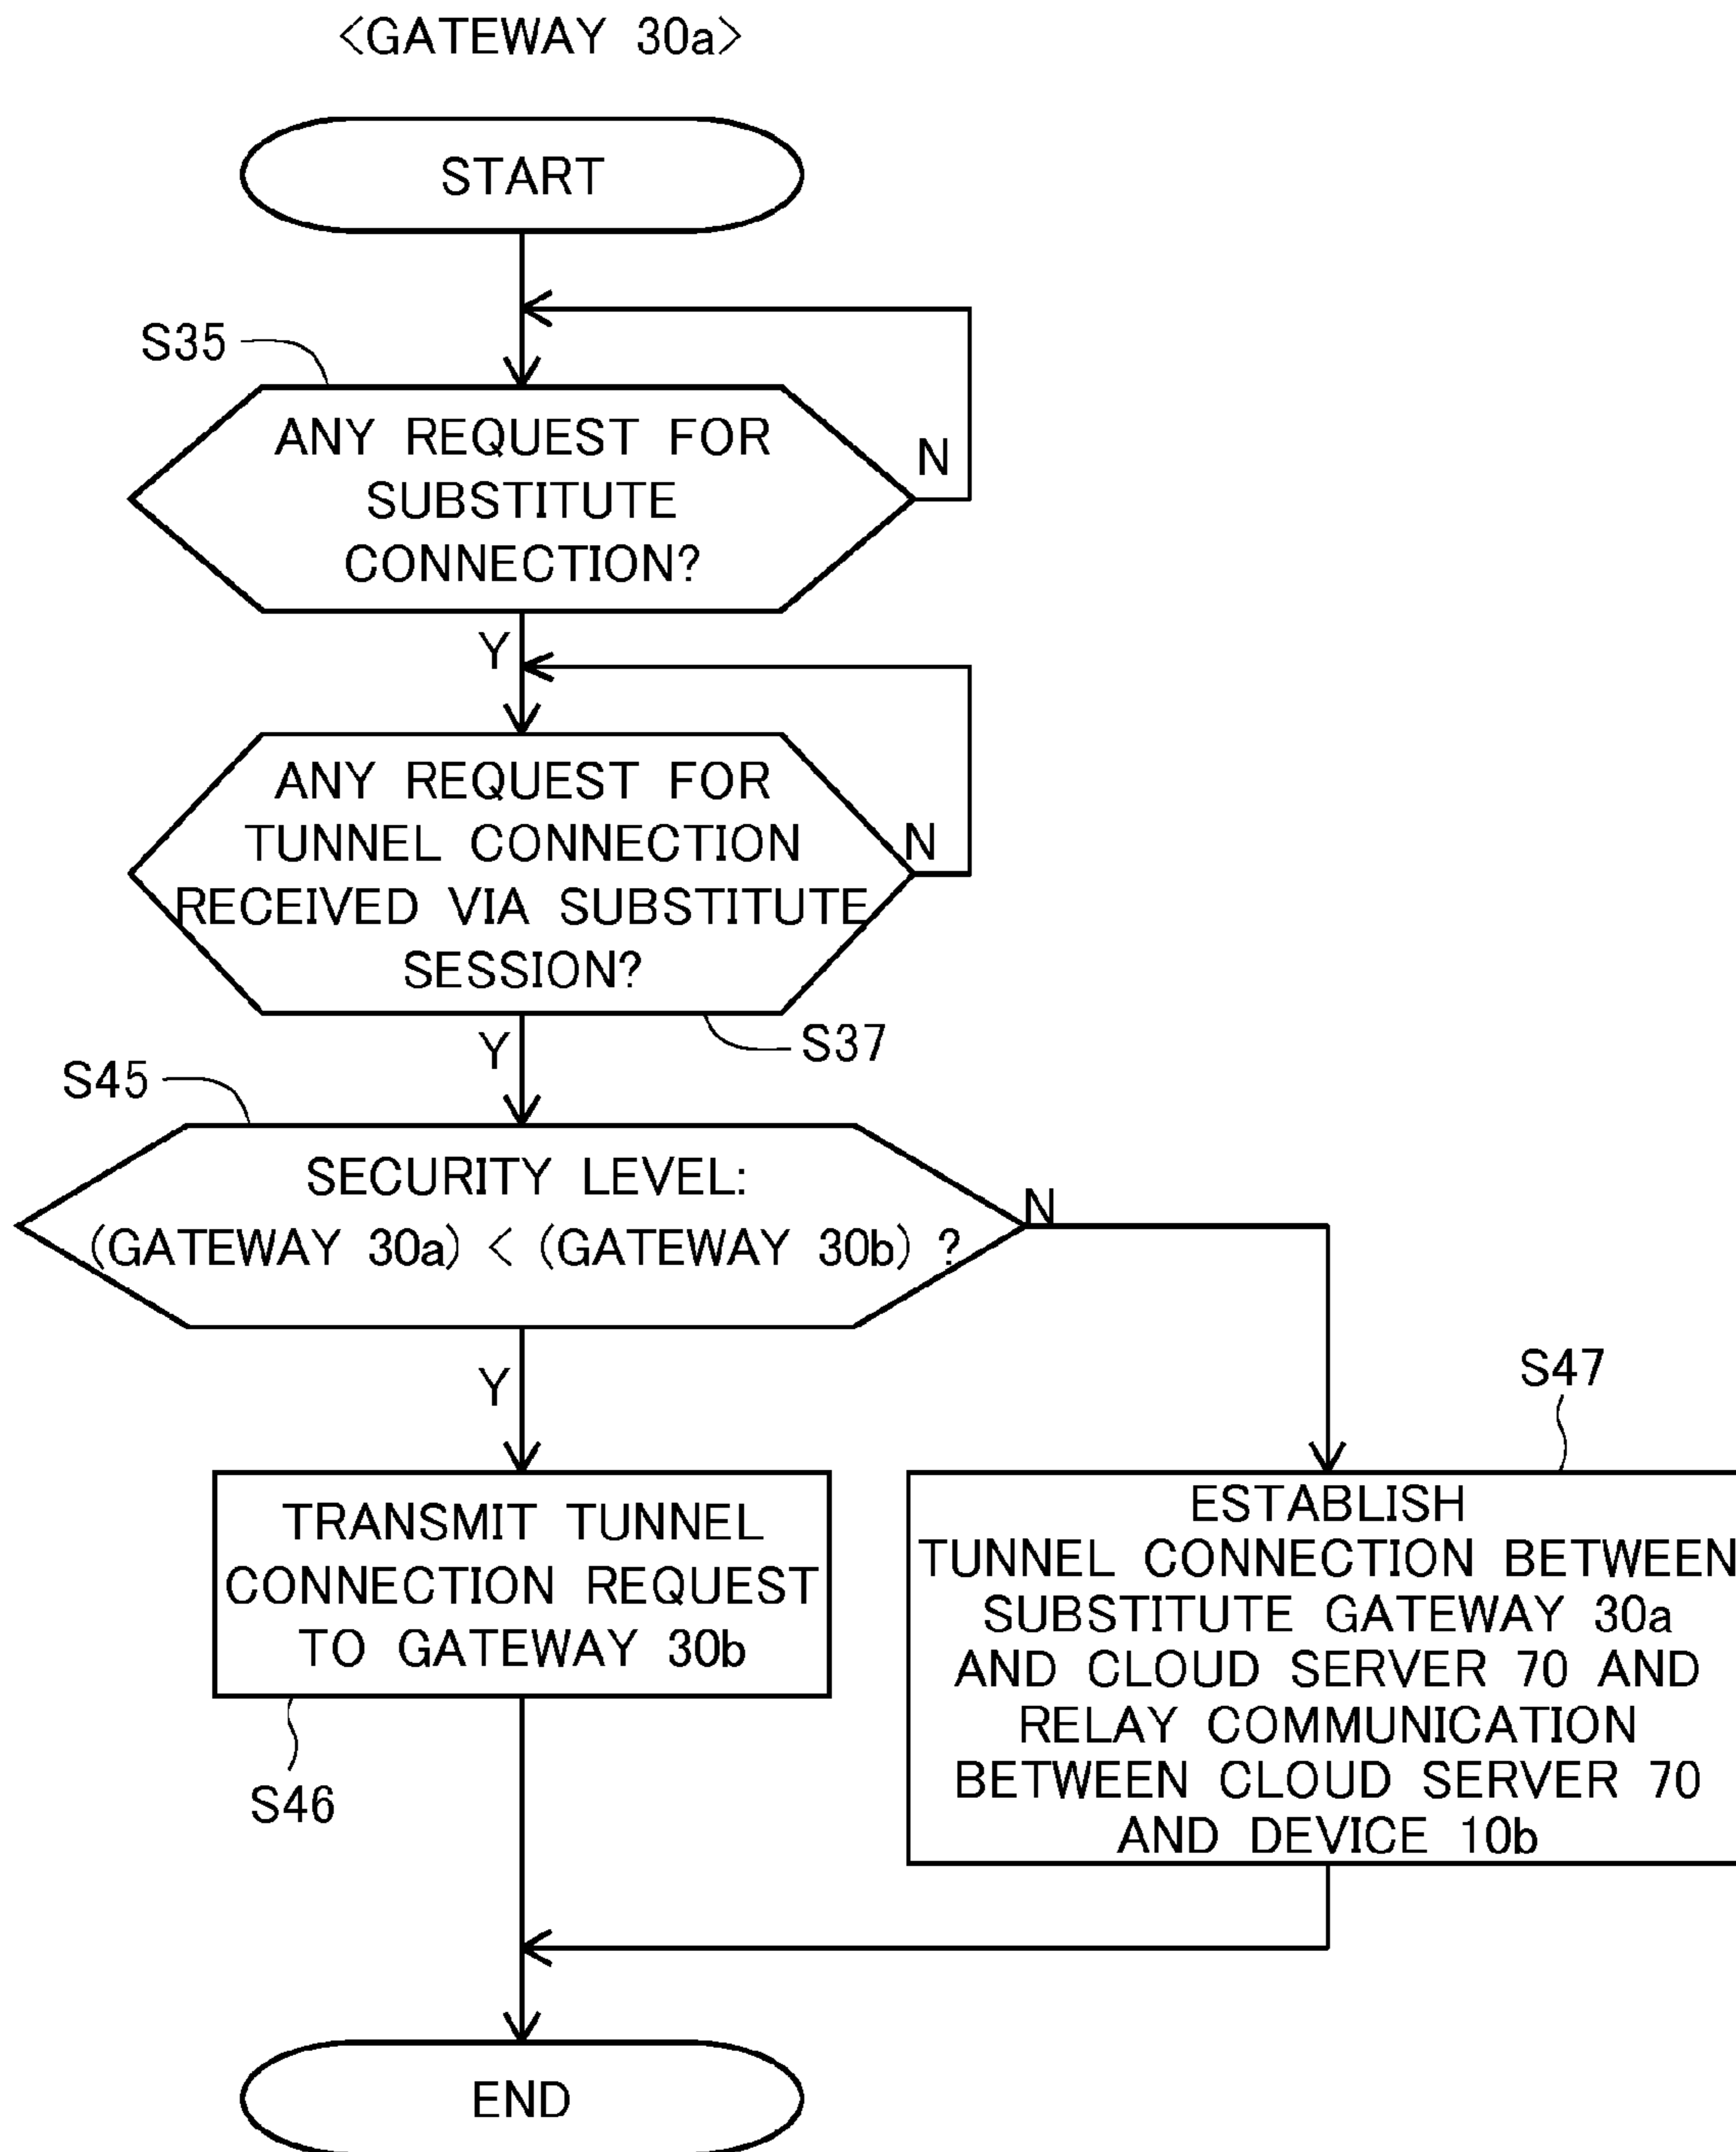 <GATEWAY 30a>
START
S35
ANY REQUEST FOR
SUBSTITUTE
CONNECTION?
N
Y
ANY REQUEST FOR
TUNNEL CONNECTION
RECEIVED VIA SUBSTITUTE
SESSION?
N
Y
S37
S45
SECURITY LEVEL:
(GATEWAY 30a) < (GATEWAY 30b) ?
N
Y
S47
TRANSMIT TUNNEL
CONNECTION REQUEST
TO GATEWAY 30b
S46
ESTABLISH
TUNNEL CONNECTION BETWEEN
SUBSTITUTE GATEWAY 30a
AND CLOUD SERVER 70 AND
RELAY COMMUNICATION
BETWEEN CLOUD SERVER 70
AND DEVICE 10b
END